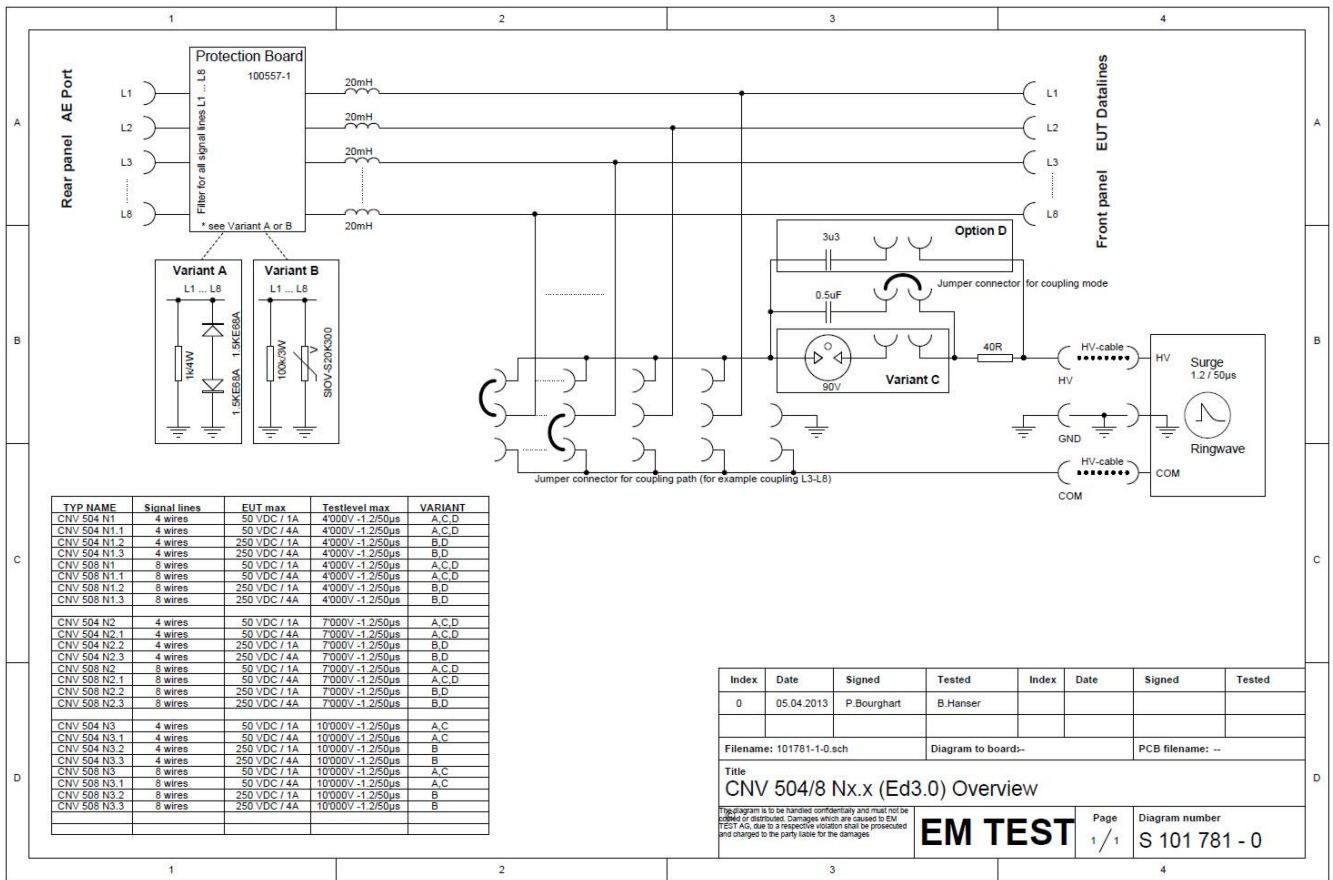 1 2 3 4
A
Rear panel AE Port
Protection Board
100557-1
Filter for all signal lines L1 ... L8
* see Variant A or B
L1
L2
L3
L8
20mH
20mH
20mH
20mH
L1
L2
L3
L8
Front panel EUT Datalines
A
B
Variant A
L1 ... L8
1k/4W
1.5KE68A 1.5KE68A
Variant B
L1 ... L8
100k/3W
V
SIOV-S20K300
Option D
3u3
Jumper connector for coupling mode
0.5uF
90V
Variant C
40R
HV-cable
HV
HV
GND
HV-cable
COM
COM
Surge
1.2 / 50µs
Ringwave
B
Jumper connector for coupling path (for example coupling L3-L8)
C
TYP NAME Signal lines EUT max Testlevel max VARIANT
CNV 504 N1 4 wires 50 VDC / 1A 4'000V -1.2/50µs A,C,D
CNV 504 N1.1 4 wires 50 VDC / 4A 4'000V -1.2/50µs A,C,D
CNV 504 N1.2 4 wires 250 VDC / 1A 4'000V -1.2/50µs B,D
CNV 504 N1.3 4 wires 250 VDC / 4A 4'000V -1.2/50µs B,D
CNV 508 N1 8 wires 50 VDC / 1A 4'000V -1.2/50µs A,C,D
CNV 508 N1.1 8 wires 50 VDC / 4A 4'000V -1.2/50µs A,C,D
CNV 508 N1.2 8 wires 250 VDC / 1A 4'000V -1.2/50µs B,D
CNV 508 N1.3 8 wires 250 VDC / 4A 4'000V -1.2/50µs B,D
CNV 504 N2 4 wires 50 VDC / 1A 7'000V -1.2/50µs A,C,D
CNV 504 N2.1 4 wires 50 VDC / 4A 7'000V -1.2/50µs A,C,D
CNV 504 N2.2 4 wires 250 VDC / 1A 7'000V -1.2/50µs B,D
CNV 504 N2.3 4 wires 250 VDC / 4A 7'000V -1.2/50µs B,D
CNV 508 N2 8 wires 50 VDC / 1A 7'000V -1.2/50µs A,C,D
CNV 508 N2.1 8 wires 50 VDC / 4A 7'000V -1.2/50µs A,C,D
CNV 508 N2.2 8 wires 250 VDC / 1A 7'000V -1.2/50µs B,D
CNV 508 N2.3 8 wires 250 VDC / 4A 7'000V -1.2/50µs B,D
CNV 504 N3 4 wires 50 VDC / 1A 10'000V -1.2/50µs A,C
CNV 504 N3.1 4 wires 50 VDC / 4A 10'000V -1.2/50µs A,C
CNV 504 N3.2 4 wires 250 VDC / 1A 10'000V -1.2/50µs B
CNV 504 N3.3 4 wires 250 VDC / 4A 10'000V -1.2/50µs B
CNV 508 N3 8 wires 50 VDC / 1A 10'000V -1.2/50µs A,C
CNV 508 N3.1 8 wires 50 VDC / 4A 10'000V -1.2/50µs A,C
CNV 508 N3.2 8 wires 250 VDC / 1A 10'000V -1.2/50µs B
CNV 508 N3.3 8 wires 250 VDC / 4A 10'000V -1.2/50µs B
C
D
Index Date Signed Tested Index Date Signed Tested
0 05.04.2013 P.Bourghart B.Hanser
Filename: 101781-1-0.sch Diagram to board:-- PCB filename: --
Title
CNV 504/8 Nx.x (Ed3.0) Overview
The diagram is to be handled confidentially and must not be
copied or distributed. Damages which are caused to EM
TEST AG, due to a respective violation shall be prosecuted
and charged to the party liable for the damages
EM TEST
Page
1/1
Diagram number
S 101 781 - 0
D
1 2 3 4